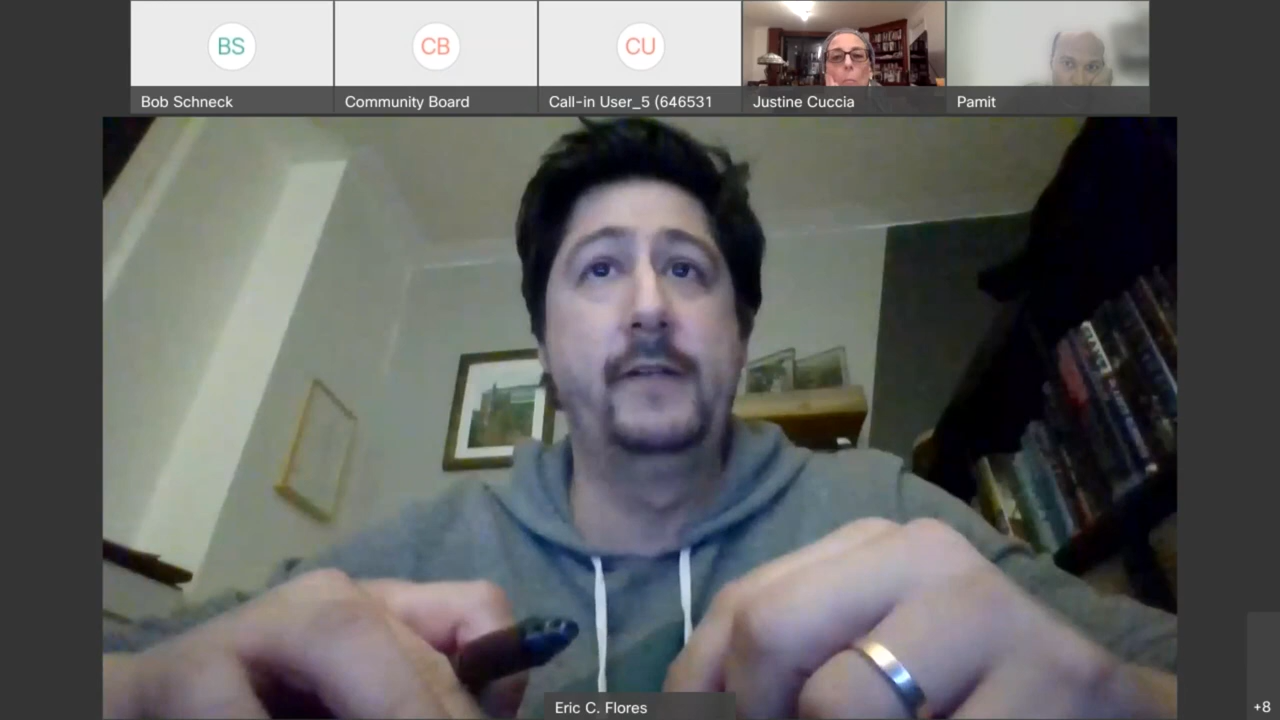 BS
CB
CU
Bob Schneck
Community Board
Call-in User_5 (646531
Justine Cuccia
Pamit
Eric C. Flores
+8